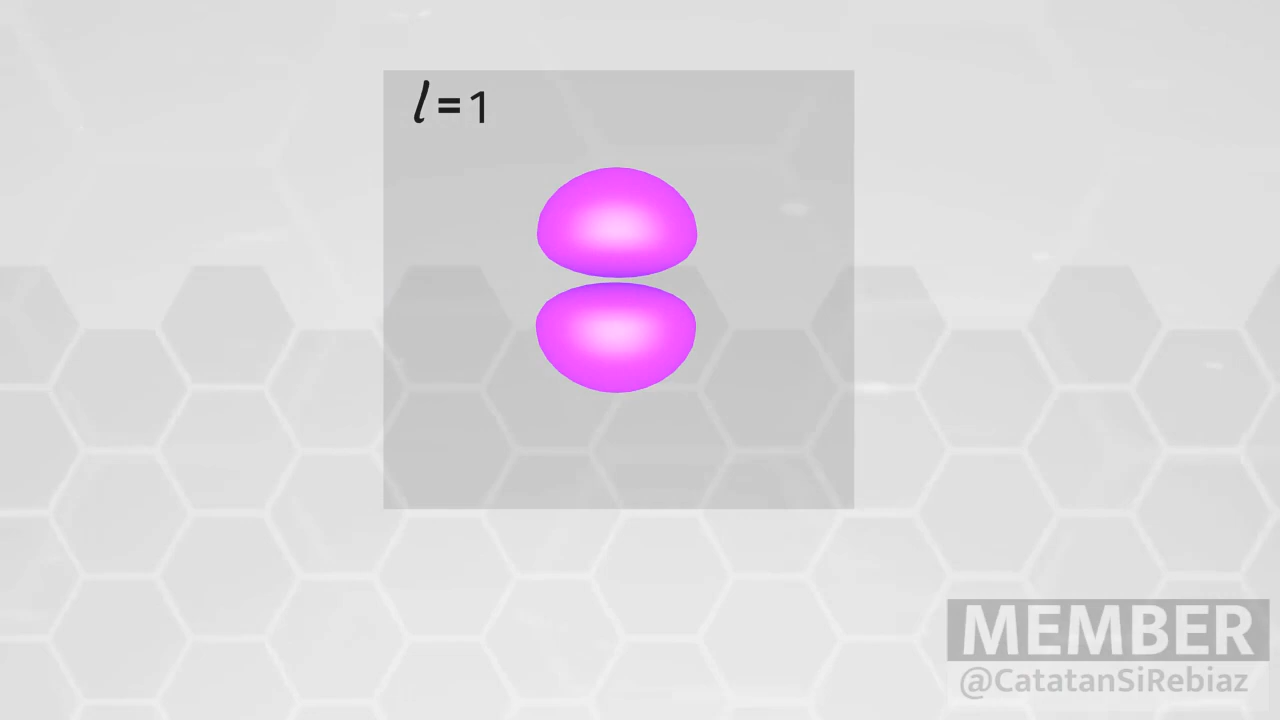 l = 1
MEMBER
@CatatanSiRebiaz